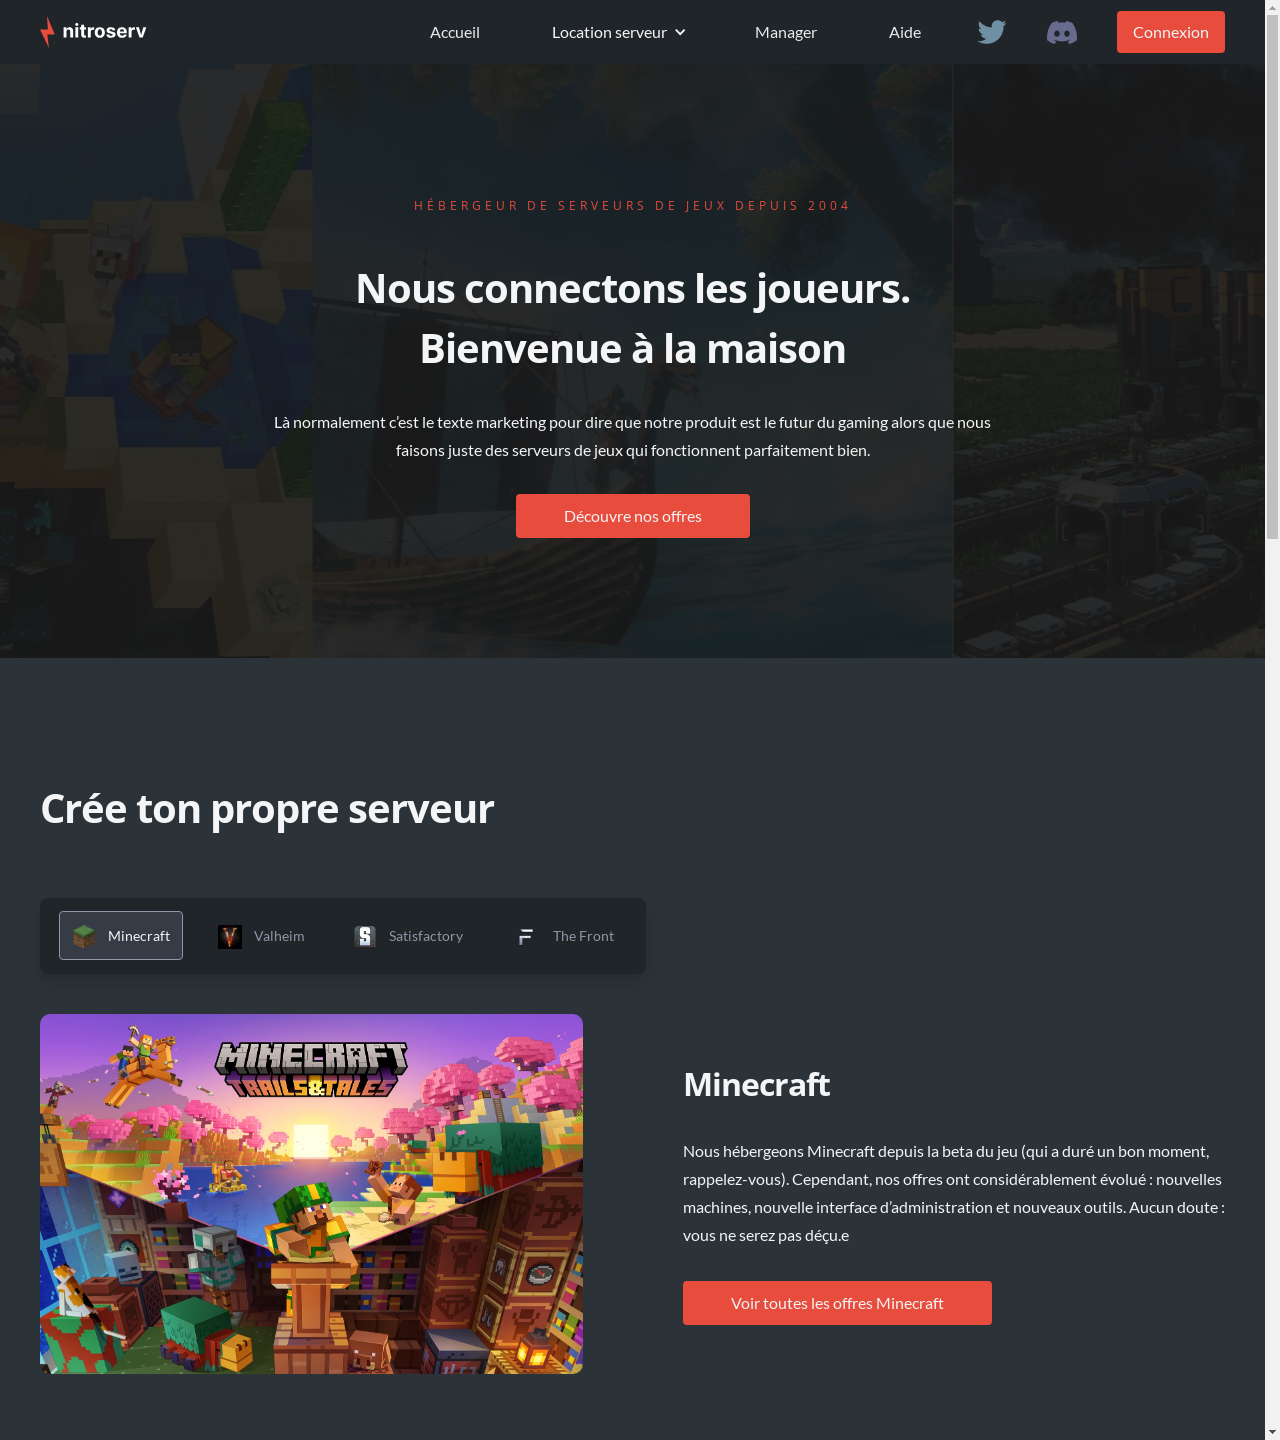 nitroserv
Accueil
Location serveur
Manager
Aide
Connexion
HÉBERGEUR DE SERVEURS DE JEUX DEPUIS 2004
Nous connectons les joueurs.
Bienvenue à la maison
Là normalement c’est le texte marketing pour dire que notre produit est le futur du gaming alors que nous
faisons juste des serveurs de jeux qui fonctionnent parfaitement bien.
Découvre nos offres
Crée ton propre serveur
Minecraft
Valheim
Satisfactory
The Front
MINECRAFT
TRAILS&TALES
Minecraft
Nous hébergeons Minecraft depuis la beta du jeu (qui a duré un bon moment,
rappelez-vous). Cependant, nos offres ont considérablement évolué : nouvelles
machines, nouvelle interface d’administration et nouveaux outils. Aucun doute :
vous ne serez pas déçu.e
Voir toutes les offres Minecraft